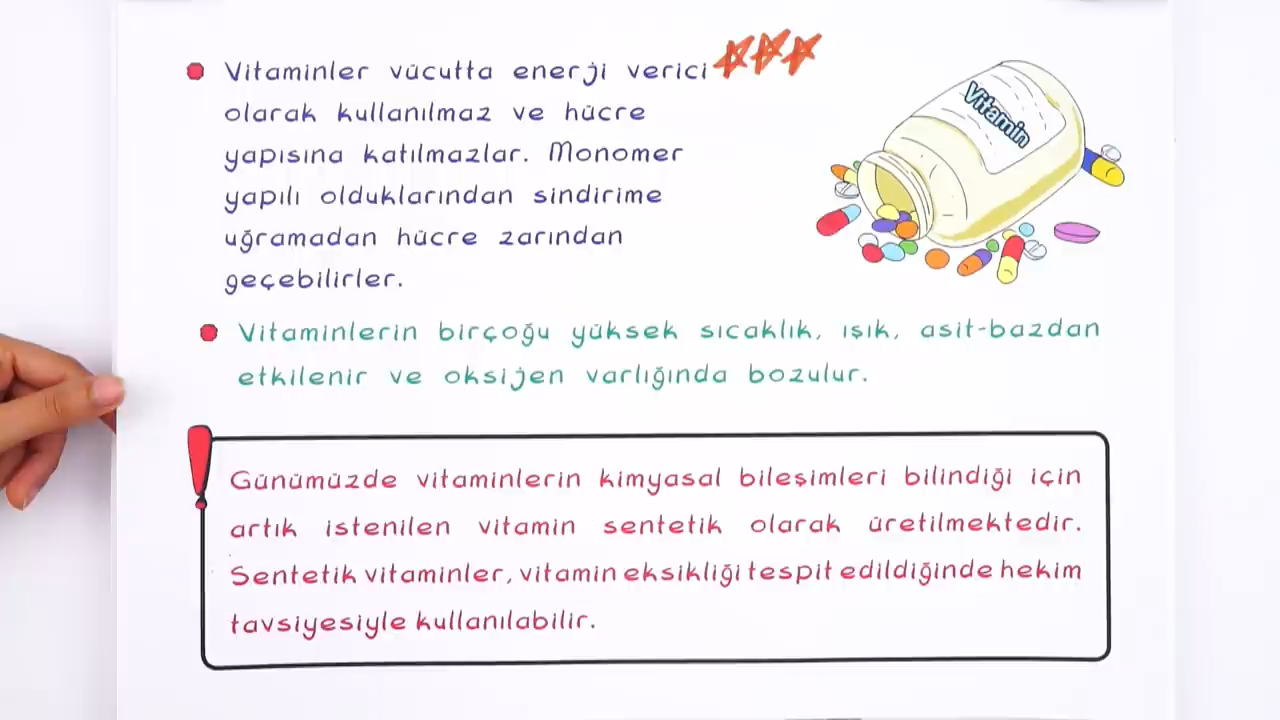 Vitaminler vücutta enerji verici
olarak kullanılmaz ve hücre
yapısına katılmazlar. Monomer
yapılı olduklarından sindirime
uğramadan hücre zarından
geçebilirler.
Vitamin
Vitaminlerin birçoğu yüksek sıcaklık, ışık, asit-bazdan
etkilenir ve oksijen varlığında bozulur.
Günümüzde vitaminlerin kimyasal bileşimleri bilindiği için
artık istenilen vitamin sentetik olarak üretilmektedir.
Sentetik vitaminler, vitamin eksikliği tespit edildiğinde hekim
tavsiyesiyle kullanılabilir.